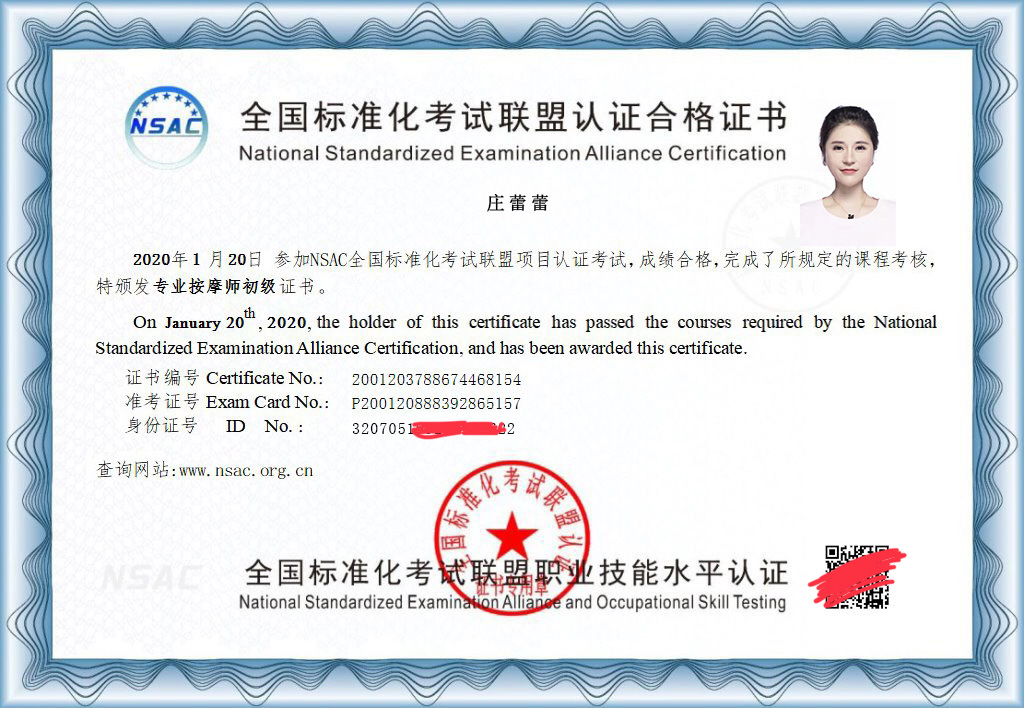 NSAC
全国标准化考试联盟认证合格证书
National Standardized Examination Alliance Certification
庄蕾蕾
2020年1月20日 参加NSAC全国标准化考试联盟项目认证考试,成绩合格,完成了所规定的课程考核,
特颁发专业按摩师初级证书。
On January 20th, 2020, the holder of this certificate has passed the courses required by the National
Standardized Examination Alliance Certification, and has been awarded this certificate.
证书编号 Certificate No.: 2001203788674468154
准考证号 Exam Card No.: P200120888392865157
身份证号 ID No. : 3207051
查询网站:www.nsac.org.cn
全国标准化考试联盟认证
证书专用章
NSAC
全国标准化考试联盟职业技能水平认证
National Standardized Examination Alliance and Occupational Skill Testing